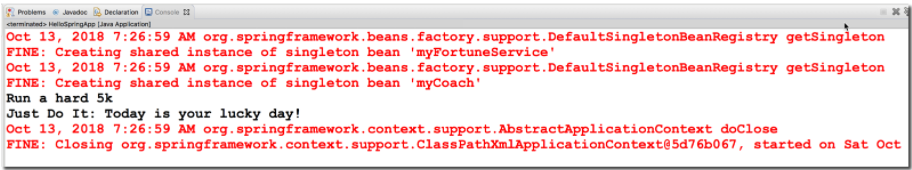 Problems @ Javadoc Declaration Console
<terminated> HelloSpringApp [Java Application]
Oct 13, 2018 7:26:59 AM org.springframework.beans.factory.support.DefaultSingletonBeanRegistry getSingleton
FINE: Creating shared instance of singleton bean 'myFortuneService'
Oct 13, 2018 7:26:59 AM org.springframework.beans.factory.support.DefaultSingletonBeanRegistry getSingleton
FINE: Creating shared instance of singleton bean 'myCoach'
Run a hard 5k
Just Do It: Today is your lucky day!
Oct 13, 2018 7:26:59 AM org.springframework.context.support.AbstractApplicationContext doClose
FINE: Closing org.springframework.context.support.ClassPathXmlApplicationContext@5d76b067, started on Sat Oct